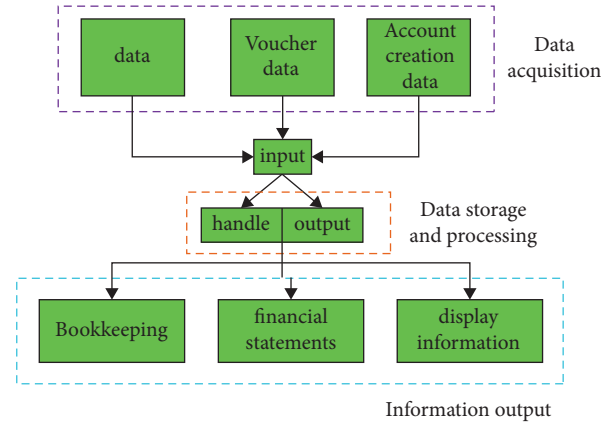 data
Voucher
data
Account
creation
data
Data
acquisition
input
handle
output
Data storage
and processing
Bookkeeping
financial
statements
display
information
Information output